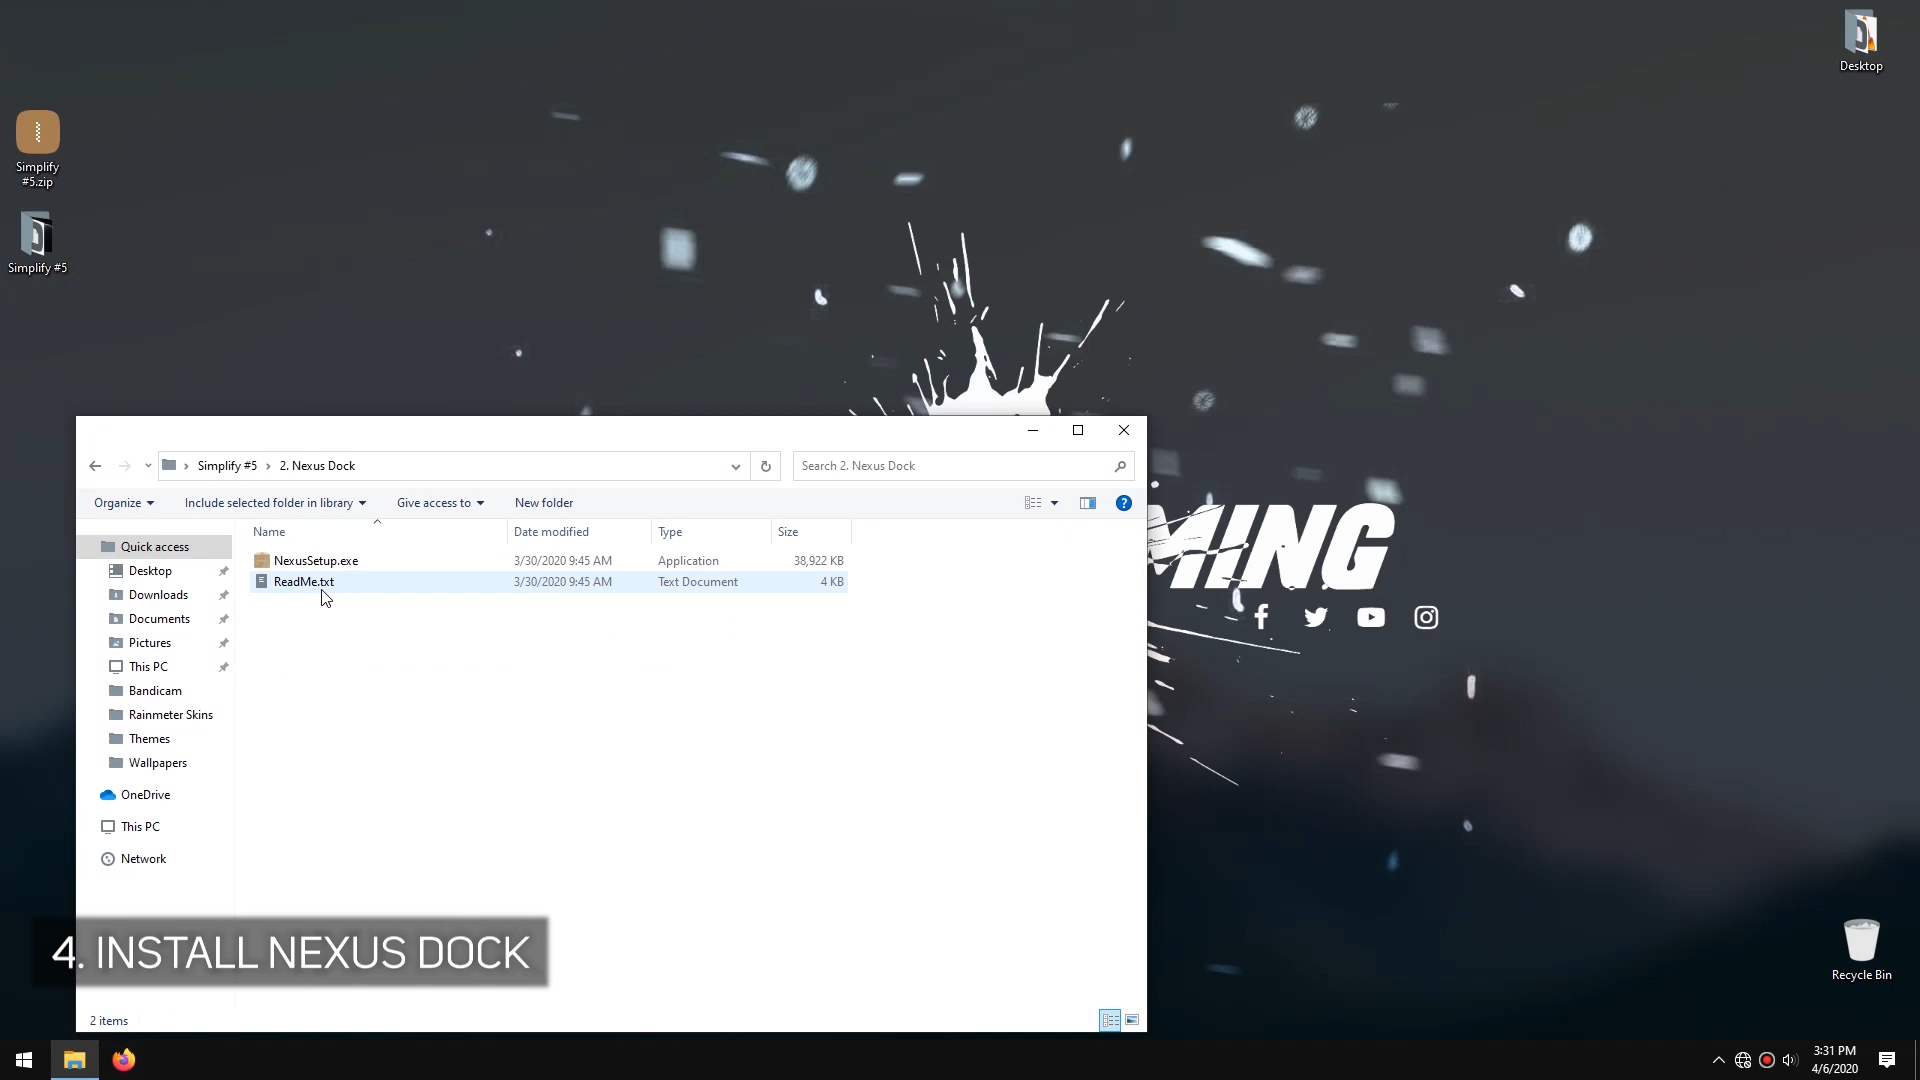 Desktop
Simplify
#5.zip
Simplify #5
Simplify #5
2. Nexus Dock
Search 2. Nexus Dock
Organize
Include selected folder in library
Give access to
New folder
?
Name
Date modified
Type
Size
Quick access
Desktop
Downloads
Documents
Pictures
This PC
Bandicam
Rainmeter Skins
Themes
Wallpapers
OneDrive
This PC
Network
NexusSetup.exe
3/30/2020 9:45 AM
Application
38,922 KB
ReadMe.txt
3/30/2020 9:45 AM
Text Document
4 KB
MING
4. INSTALL NEXUS DOCK
2 items
Recycle Bin
3:31 PM
4/6/2020